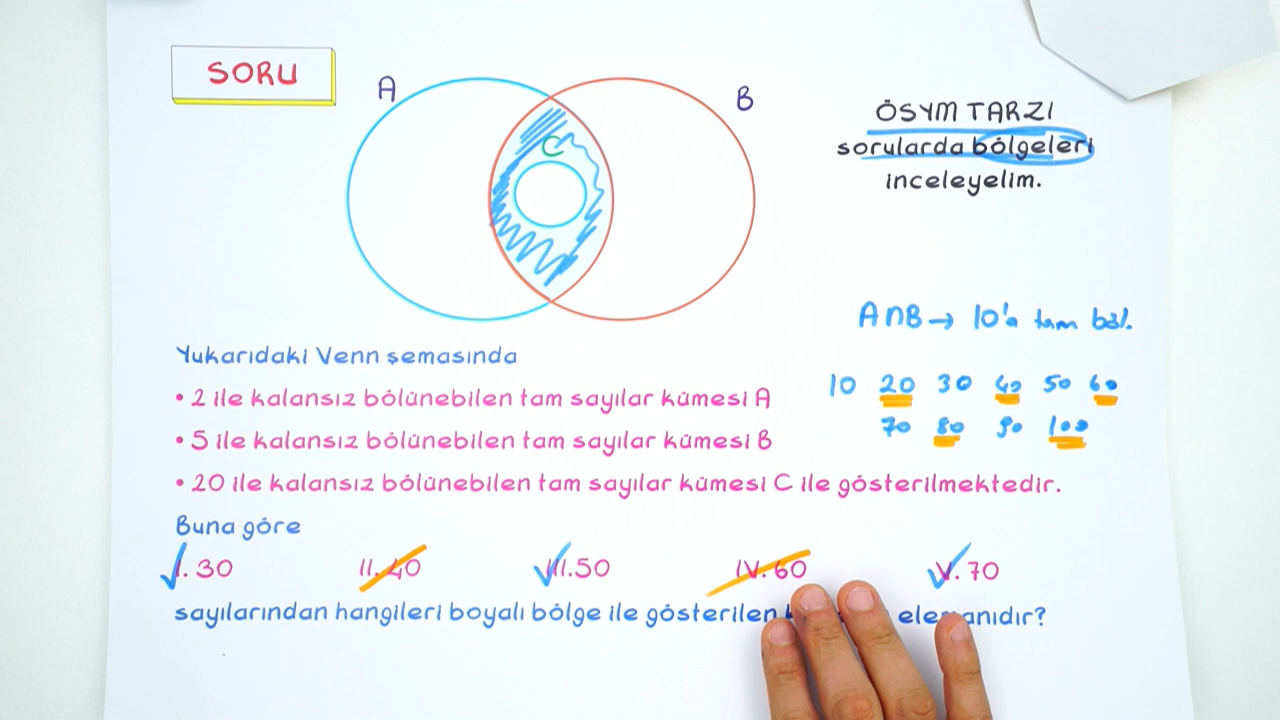 SORU
A
B
C
ÖSYM TARZI
sorularda bölgeleri
inceleyelim.
A∩B → 10'a tam böl.
10 20 30 40 50 60
70 80 90 100
Yukarıdaki Venn şemasında
• 2 ile kalansız bölünebilen tam sayılar kümesi A
• 5 ile kalansız bölünebilen tam sayılar kümesi B
• 20 ile kalansız bölünebilen tam sayılar kümesi C ile gösterilmektedir.
Buna göre
I. 30 II. 40 III. 50 IV. 60 V. 70
sayılarından hangileri boyalı bölge ile gösterilen elemanıdır?